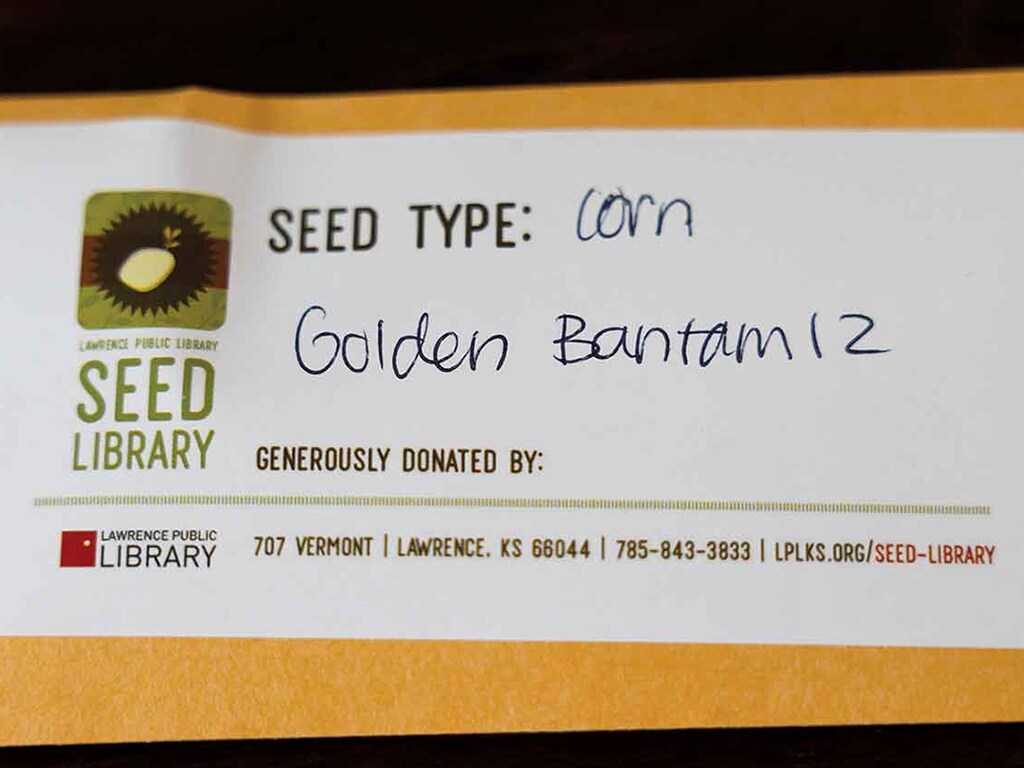 SEED TYPE: Corn
Golden Bantam 12
LAWRENCE PUBLIC LIBRARY
SEED
LIBRARY
GENEROUSLY DONATED BY:
LAWRENCE PUBLIC
LIBRARY
707 VERMONT | LAWRENCE, KS 66044 | 785-843-3833 | LPLKS.ORG/SEED-LIBRARY